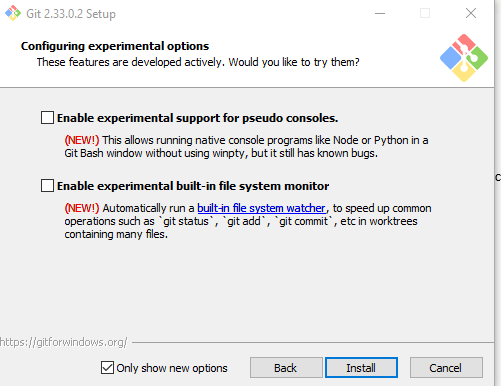 Git 2.33.0.2 Setup
Configuring experimental options
These features are developed actively. Would you like to try them?
Enable experimental support for pseudo consoles.
(NEW!) This allows running native console programs like Node or Python in a
Git Bash window without using winpty, but it still has known bugs.
Enable experimental built-in file system monitor
(NEW!) Automatically run a built-in file system watcher, to speed up common
operations such as `git status`, `git add`, `git commit`, etc in worktrees
containing many files.
c
https://gitforwindows.org/
Only show new options
Back
Install
Cancel